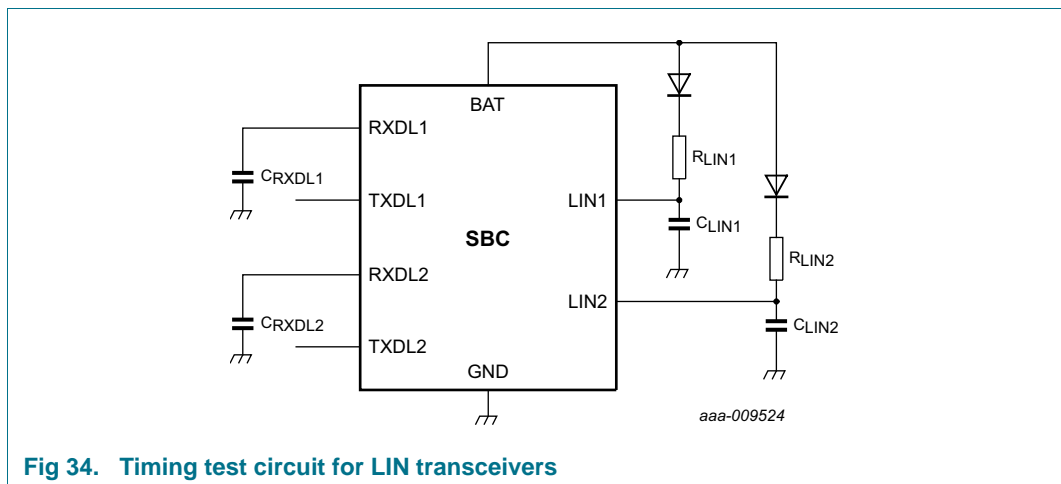 BAT
RXDL1
CRXDL1
RLIN1
TXDL1
LIN1
CLIN1
SBC
RLIN2
RXDL2
LIN2
CRXDL2
CLIN2
TXDL2
GND
aaa-009524
Fig 34. Timing test circuit for LIN transceivers